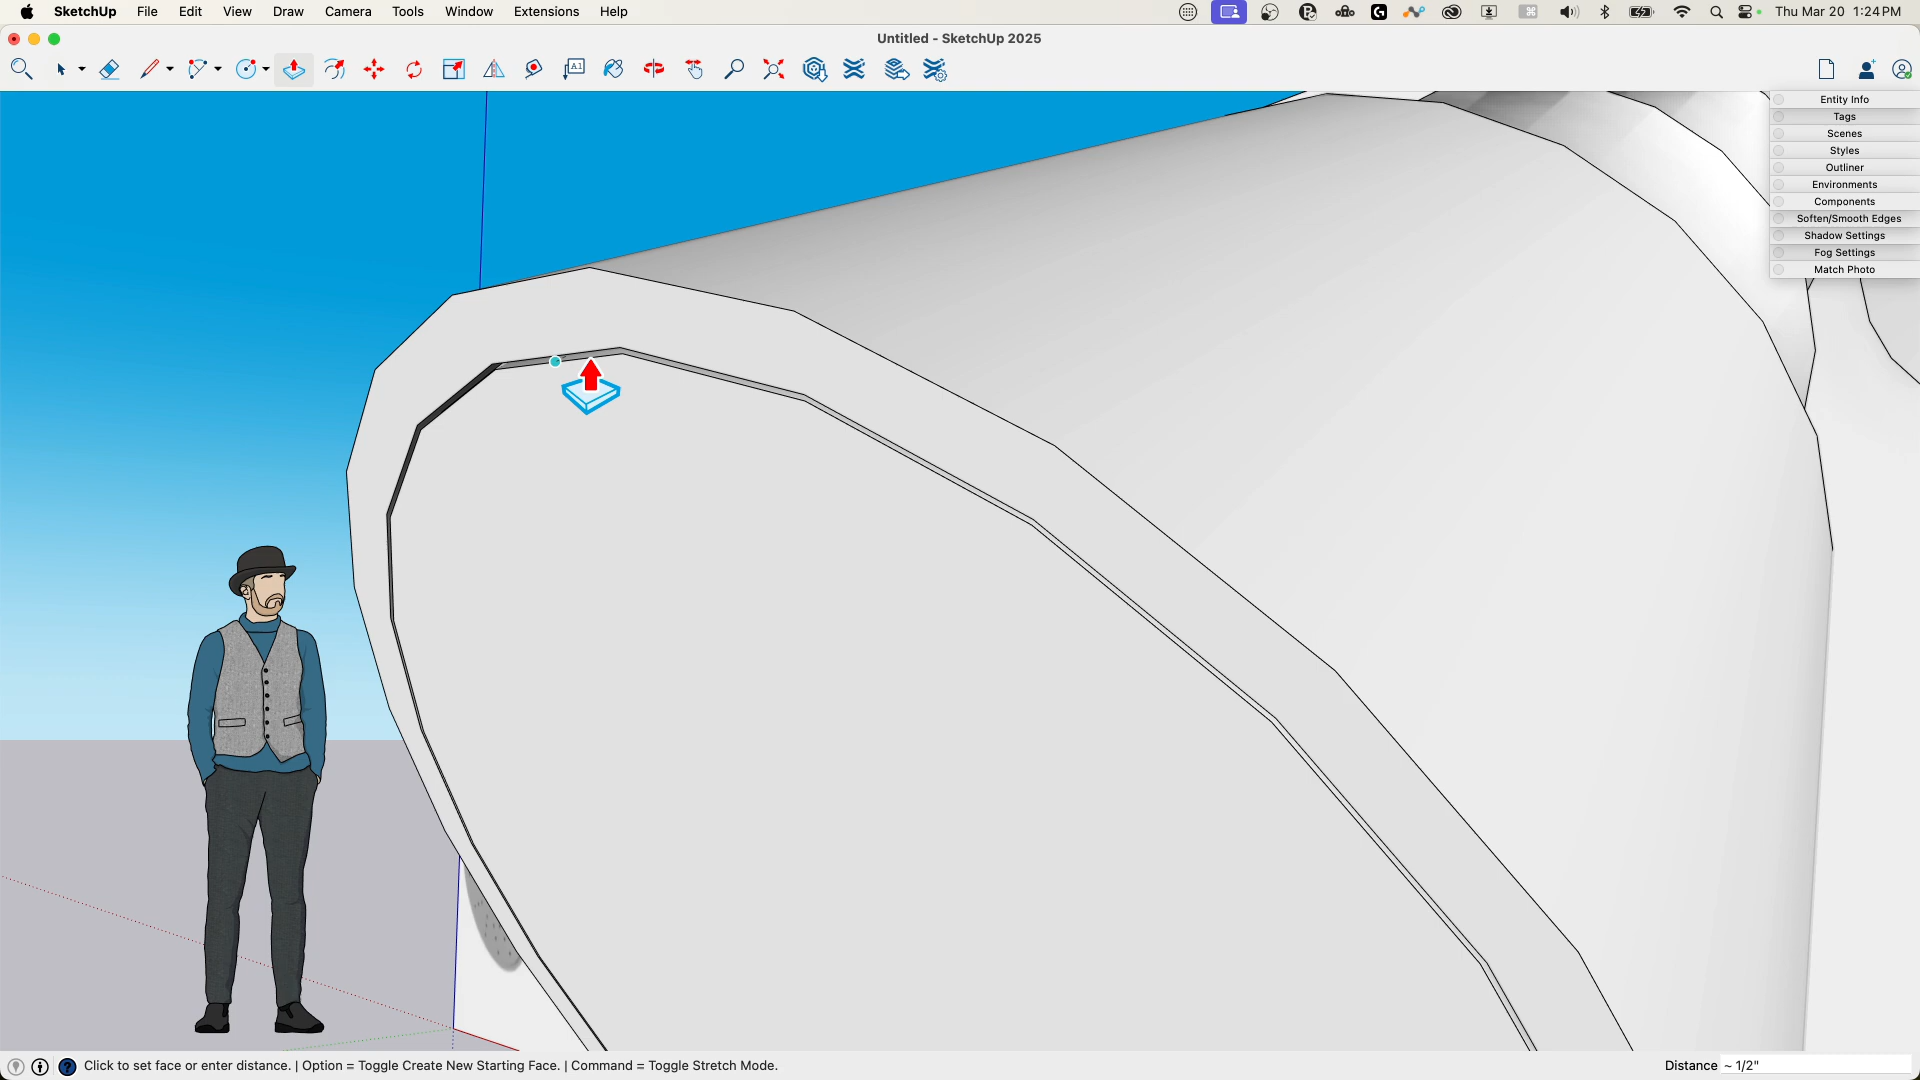 SketchUp File Edit View Draw Camera Tools Window Extensions Help Thu Mar 20 1:24 PM
Untitled - SketchUp 2025
A1
Entity Info
Tags
Scenes
Styles
Outliner
Environments
Components
Soften/Smooth Edges
Shadow Settings
Fog Settings
Match Photo
Click to set face or enter distance. | Option = Toggle Create New Starting Face. | Command = Toggle Stretch Mode. Distance ~ 1/2"